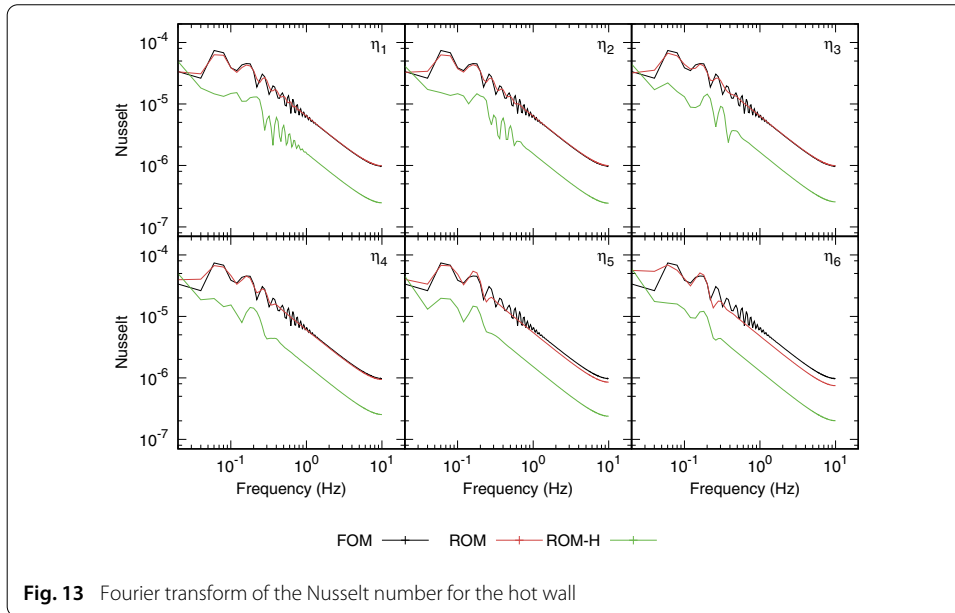 η1 η2 η3
10^-4
10^-5
10^-6
10^-7
Nusselt
η4 η5 η6
10^-4
10^-5
10^-6
10^-7
Nusselt
10^-1 10^0 10^1 10^-1 10^0 10^1 10^-1 10^0 10^1
Frequency (Hz) Frequency (Hz) Frequency (Hz)
FOM ROM ROM-H
Fig. 13 Fourier transform of the Nusselt number for the hot wall